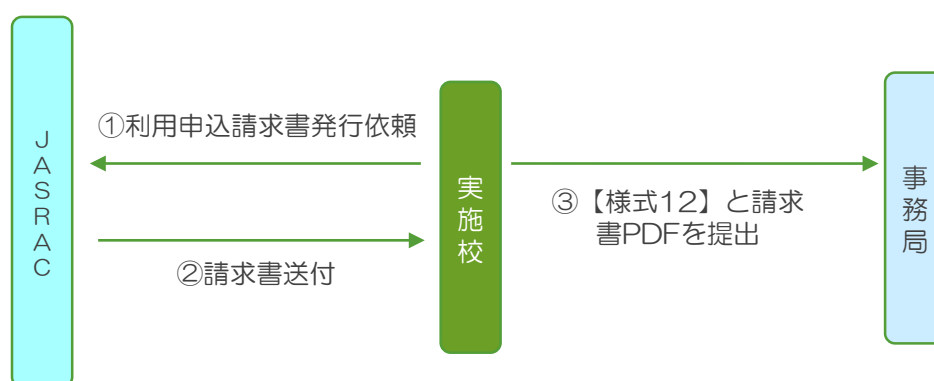 JASRAC
①利用申込請求書発行依頼
②請求書送付
実施校
③【様式12】と請求
書PDFを提出
事務局